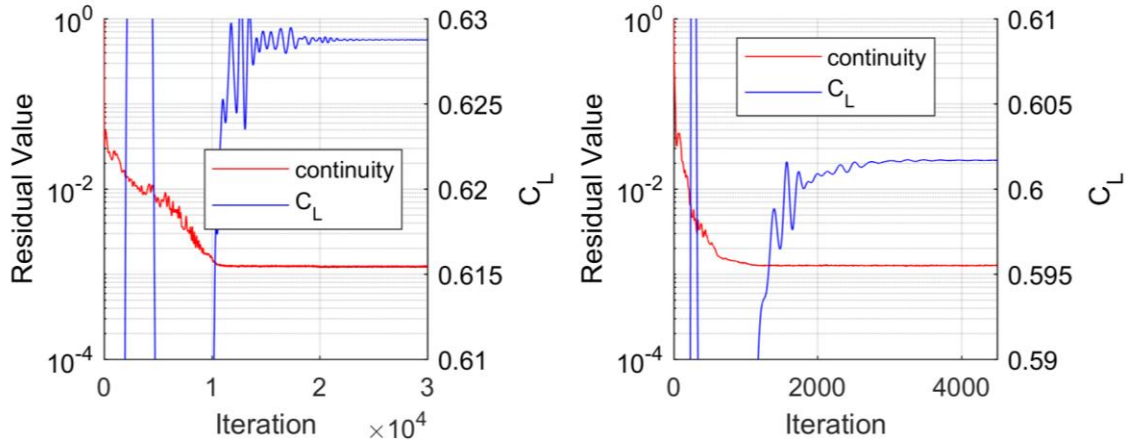 10^0
10^-2
10^-4
Residual Value
0
1
2
3
Iteration
× 10^4
0.63
0.625
0.62
0.615
0.61
C_L
continuity
C_L
10^0
10^-2
10^-4
Residual Value
0
2000
4000
Iteration
0.61
0.605
0.6
0.595
0.59
C_L
continuity
C_L